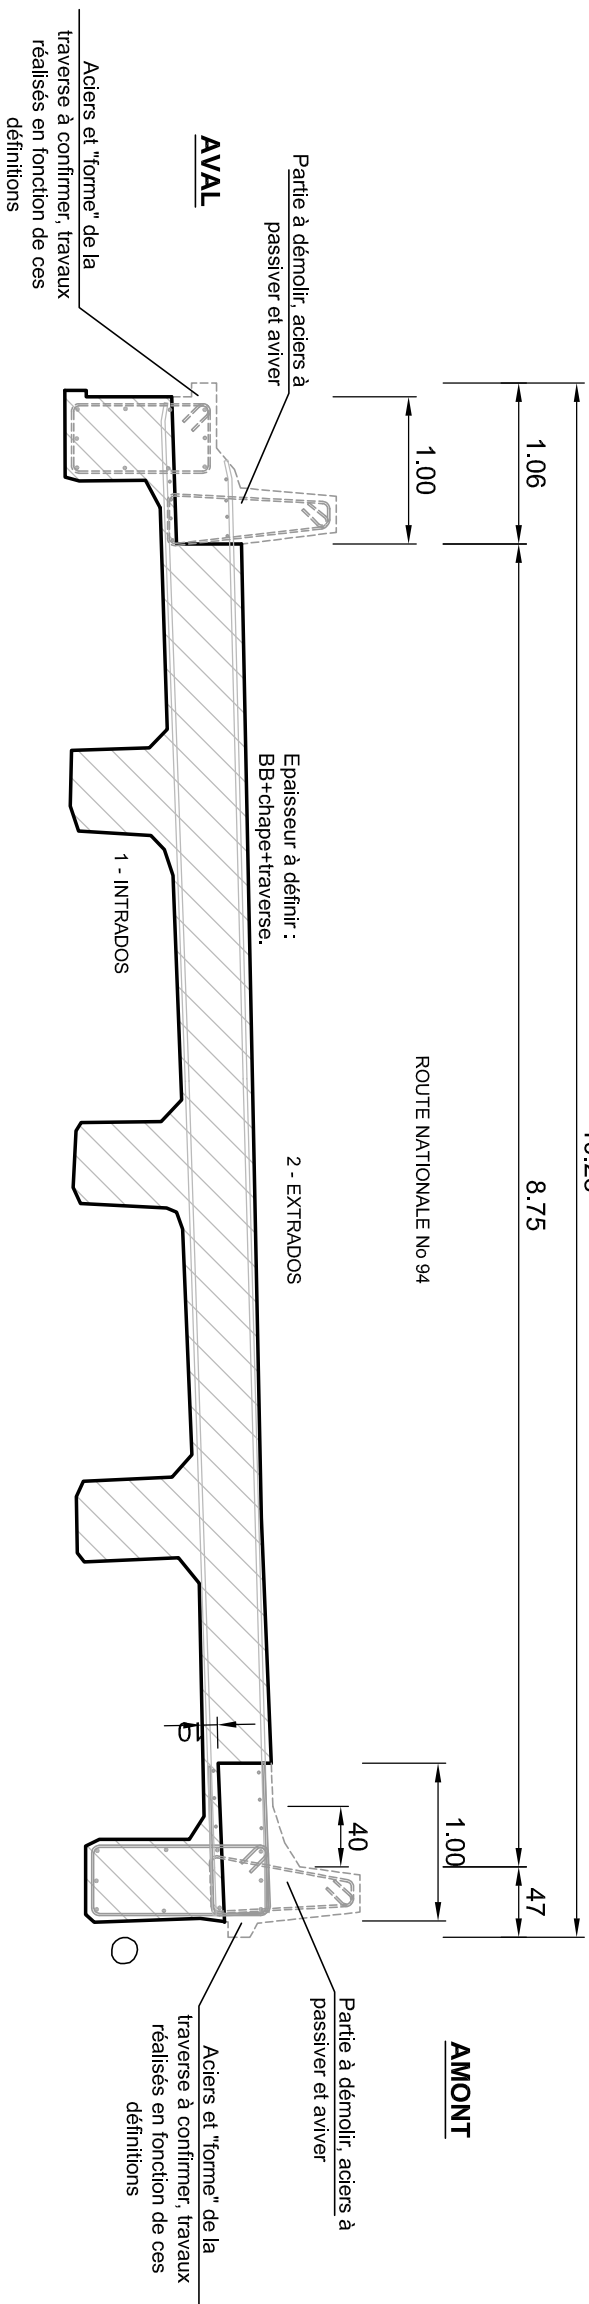 8.75
1.06
47
1.00
1.00
40
ROUTE NATIONALE No 94
AVAL
AMONT
Partie à démolir, aciers à
passiver et aviver
Aciers et "forme" de la
traverse à confirmer, travaux
réalisés en fonction de ces
définitions
Epaisseur à définir :
BB+chape+traverse.
1 - INTRADOS
2 - EXTRADOS
10
Partie à démolir, aciers à
passiver et aviver
Aciers et "forme" de la
traverse à confirmer, travaux
réalisés en fonction de ces
définitions